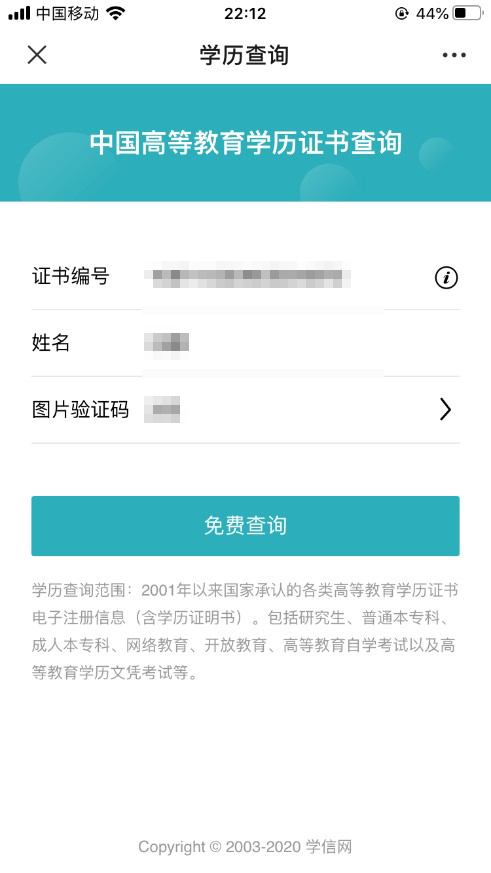 中国移动 22:12 44%
学历查询
中国高等教育学历证书查询
证书编号
姓名
图片验证码
免费查询
学历查询范围：2001年以来国家承认的各类高等教育学历证书
电子注册信息（含学历证明书）。包括研究生、普通本专科、
成人本专科、网络教育、开放教育、高等教育自学考试以及高
等教育学历文凭考试等。
Copyright © 2003-2020 学信网